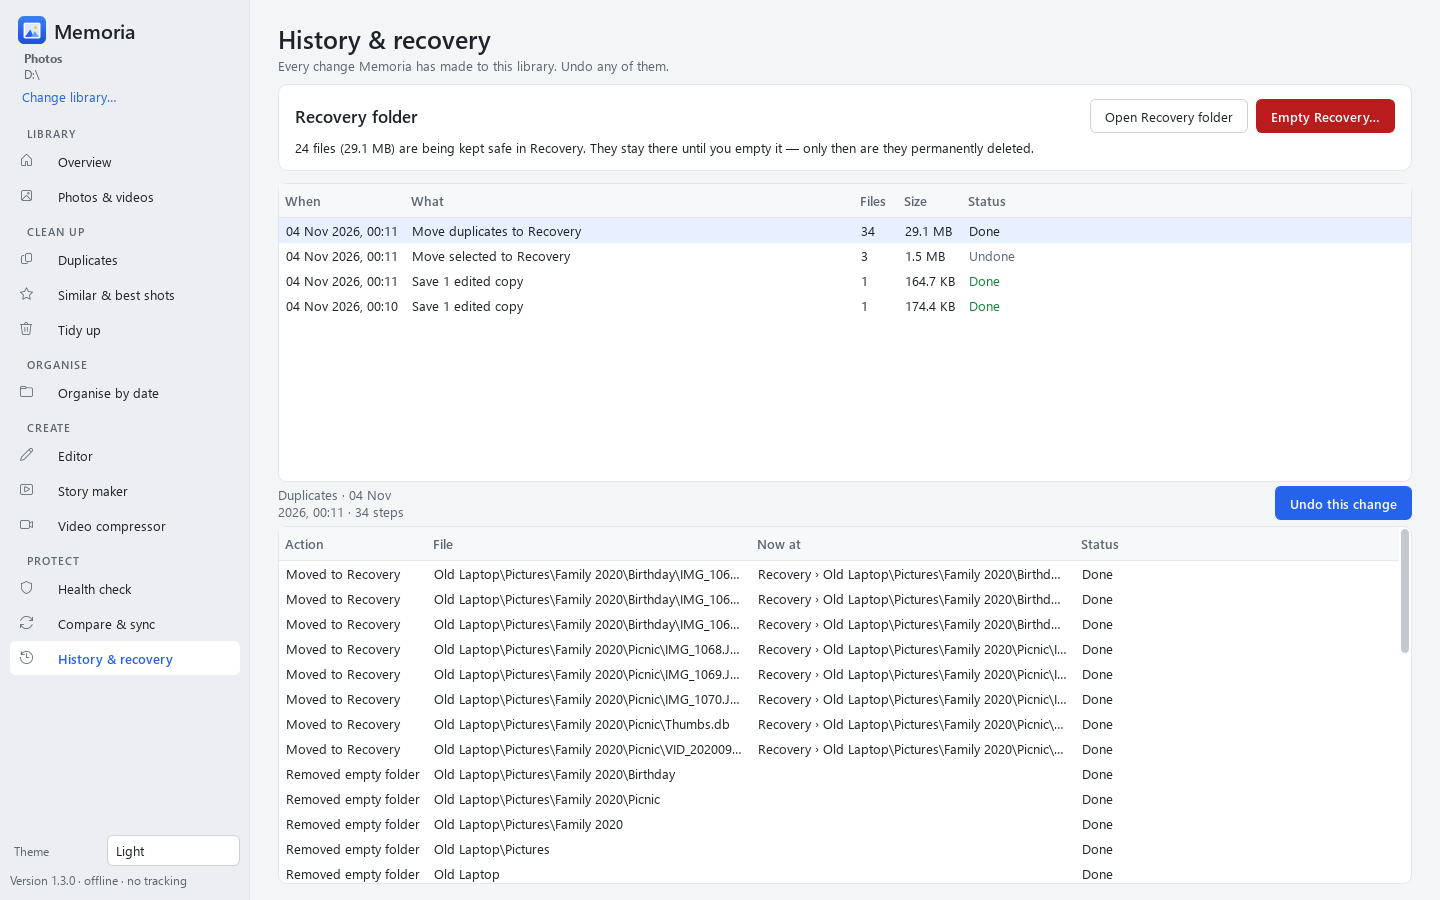 Memoria
Photos
D:\
Change library...
LIBRARY
Overview
Photos & videos
CLEAN UP
Duplicates
Similar & best shots
Tidy up
ORGANISE
Organise by date
CREATE
Editor
Story maker
Video compressor
PROTECT
Health check
Compare & sync
History & recovery
Theme Light
Version 1.3.0 · offline · no tracking
History & recovery
Every change Memoria has made to this library. Undo any of them.
Recovery folder
Open Recovery folder
Empty Recovery...
24 files (29.1 MB) are being kept safe in Recovery. They stay there until you empty it — only then are they permanently deleted.
When What Files Size Status
04 Nov 2026, 00:11 Move duplicates to Recovery 34 29.1 MB Done
04 Nov 2026, 00:11 Move selected to Recovery 3 1.5 MB Undone
04 Nov 2026, 00:11 Save 1 edited copy 1 164.7 KB Done
04 Nov 2026, 00:10 Save 1 edited copy 1 174.4 KB Done
Duplicates · 04 Nov
2026, 00:11 · 34 steps
Undo this change
Action File Now at Status
Moved to Recovery Old Laptop\Pictures\Family 2020\Birthday\IMG_106... Recovery › Old Laptop\Pictures\Family 2020\Birthd... Done
Moved to Recovery Old Laptop\Pictures\Family 2020\Birthday\IMG_106... Recovery › Old Laptop\Pictures\Family 2020\Birthd... Done
Moved to Recovery Old Laptop\Pictures\Family 2020\Birthday\IMG_106... Recovery › Old Laptop\Pictures\Family 2020\Birthd... Done
Moved to Recovery Old Laptop\Pictures\Family 2020\Picnic\IMG_1068.J... Recovery › Old Laptop\Pictures\Family 2020\Picnic\I... Done
Moved to Recovery Old Laptop\Pictures\Family 2020\Picnic\IMG_1069.J... Recovery › Old Laptop\Pictures\Family 2020\Picnic\I... Done
Moved to Recovery Old Laptop\Pictures\Family 2020\Picnic\IMG_1070.J... Recovery › Old Laptop\Pictures\Family 2020\Picnic\I... Done
Moved to Recovery Old Laptop\Pictures\Family 2020\Picnic\Thumbs.db Recovery › Old Laptop\Pictures\Family 2020\Picnic\... Done
Moved to Recovery Old Laptop\Pictures\Family 2020\Picnic\VID_202009... Recovery › Old Laptop\Pictures\Family 2020\Picnic\... Done
Removed empty folder Old Laptop\Pictures\Family 2020\Birthday Done
Removed empty folder Old Laptop\Pictures\Family 2020\Picnic Done
Removed empty folder Old Laptop\Pictures\Family 2020 Done
Removed empty folder Old Laptop\Pictures Done
Removed empty folder Old Laptop Done